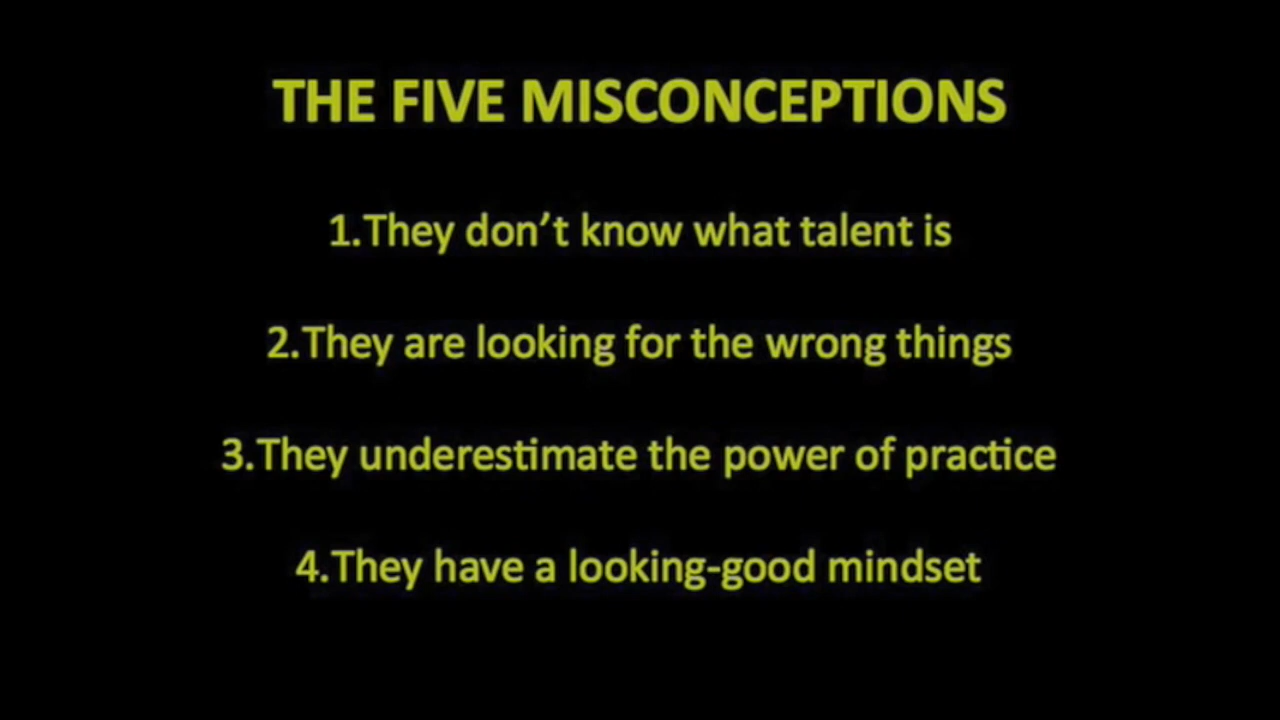 THE FIVE MISCONCEPTIONS
1.They don’t know what talent is
2.They are looking for the wrong things
3.They underestimate the power of practice
4.They have a looking-good mindset